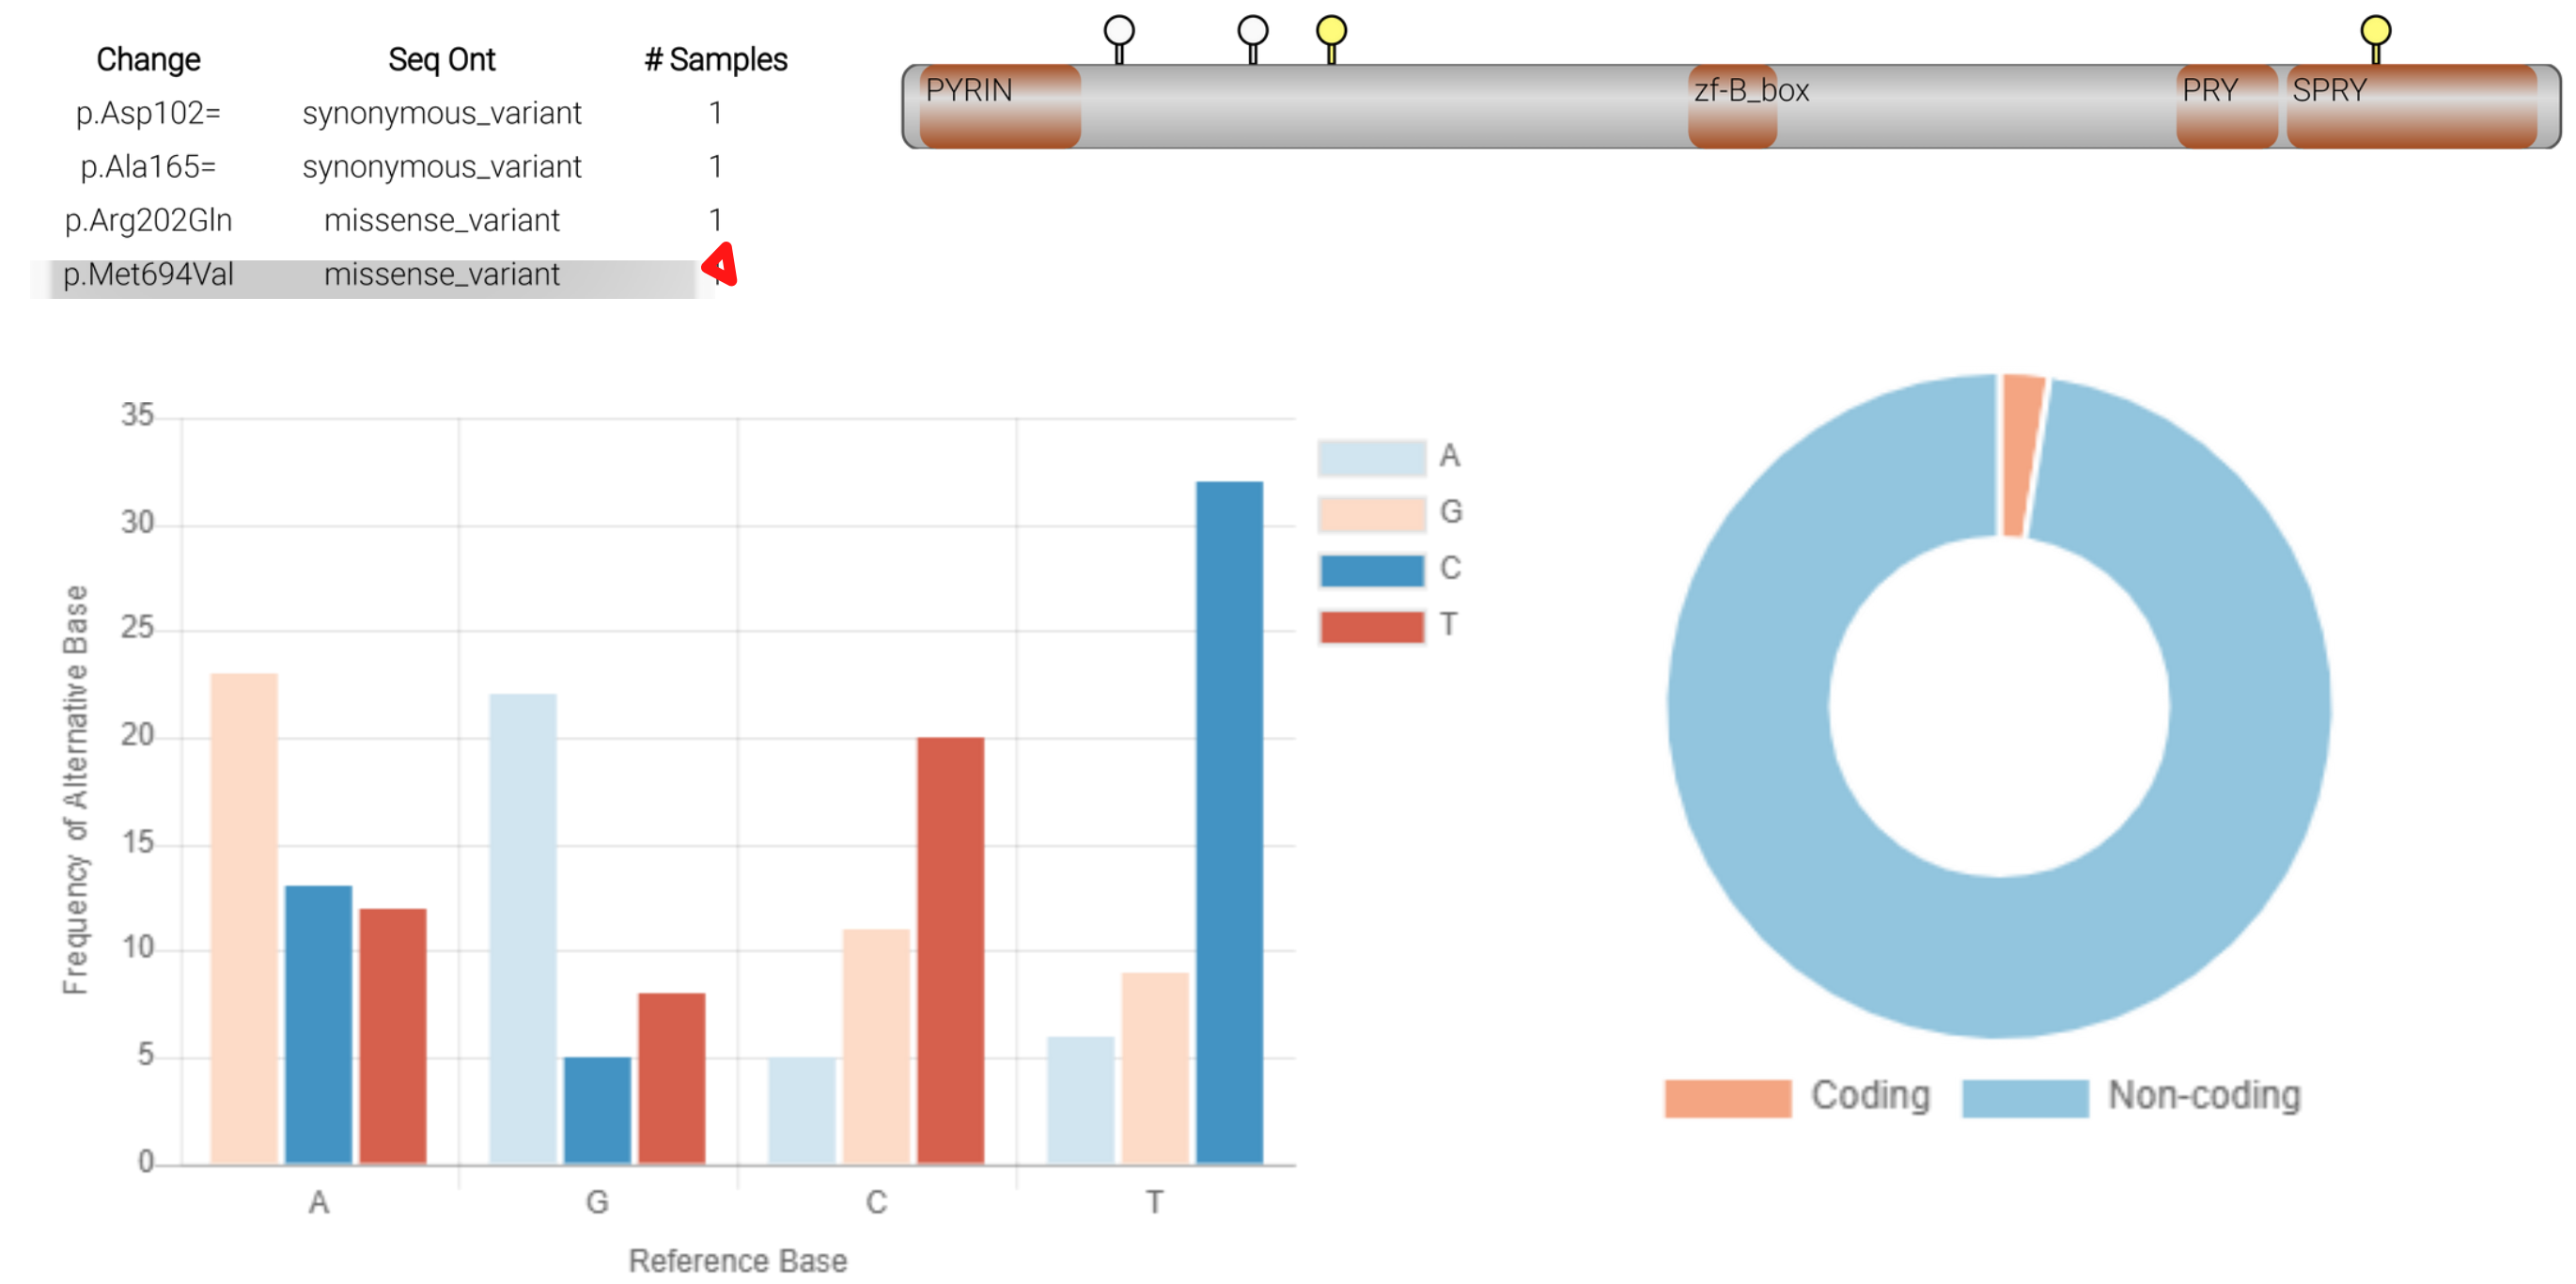 Change Seq Ont # Samples
p.Asp102= synonymous_variant 1
p.Ala165= synonymous_variant 1
p.Arg202Gln missense_variant 1
p.Met694Val missense_variant
PYRIN zf-B_box PRY SPRY
35
30
25
20
15
10
5
0
Frequency of Alternative Base
A G C T
Reference Base
A
G
C
T
Coding Non-coding